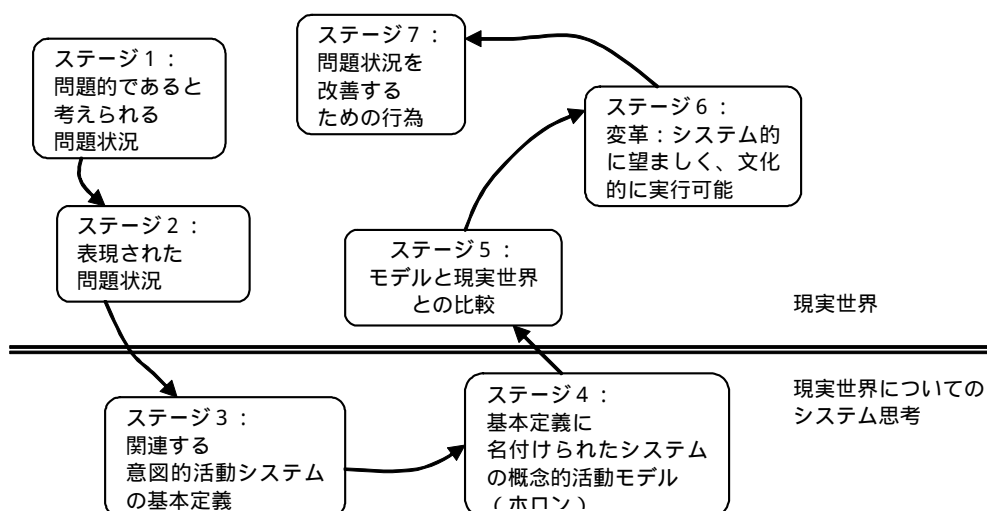 ステージ1：
問題的であると
考えられる
問題状況
ステージ2：
表現された
問題状況
ステージ3：
関連する
意図的活動システム
の基本定義
ステージ4：
基本定義に
名付けられたシステム
の概念的活動モデル
（ホロン）
ステージ5：
モデルと現実世界
との比較
ステージ6：
変革：システム的
に望ましく、文化
的に実行可能
ステージ7：
問題状況を
改善する
ための行為
現実世界
現実世界についての
システム思考